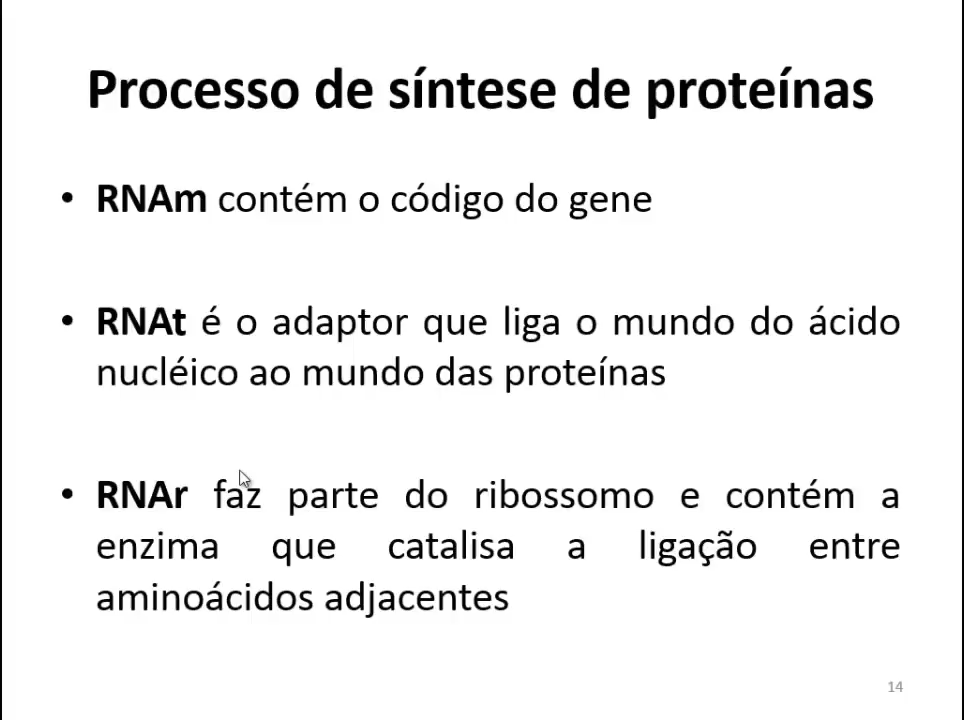 Processo de síntese de proteínas
• RNAm contém o código do gene
• RNAt é o adaptor que liga o mundo do ácido
nucléico ao mundo das proteínas
• RNAr faz parte do ribossomo e contém a
enzima que catalisa a ligação entre
aminoácidos adjacentes
14